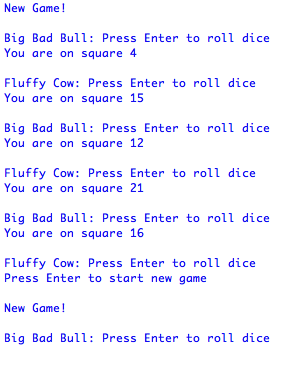 New Game!
Big Bad Bull: Press Enter to roll dice
You are on square 4
Fluffy Cow: Press Enter to roll dice
You are on square 15
Big Bad Bull: Press Enter to roll dice
You are on square 12
Fluffy Cow: Press Enter to roll dice
You are on square 21
Big Bad Bull: Press Enter to roll dice
You are on square 16
Fluffy Cow: Press Enter to roll dice
Press Enter to start new game
New Game!
Big Bad Bull: Press Enter to roll dice